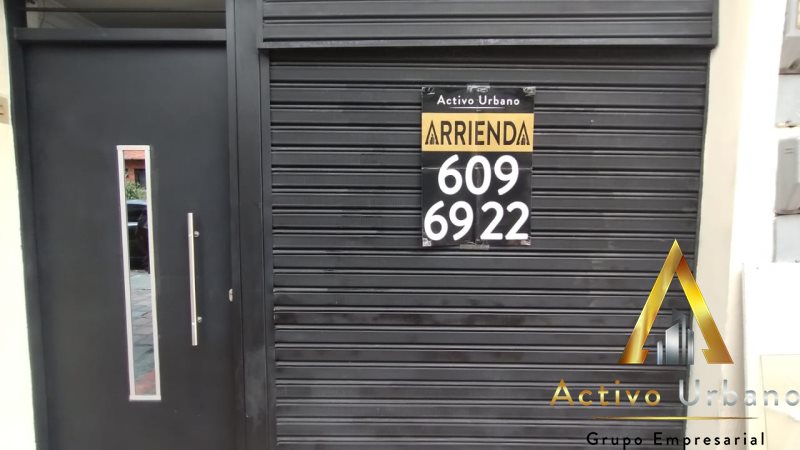 Activo Urbano
ARRIENDA
609
6922
Activo Urbano
Grupo Empresarial